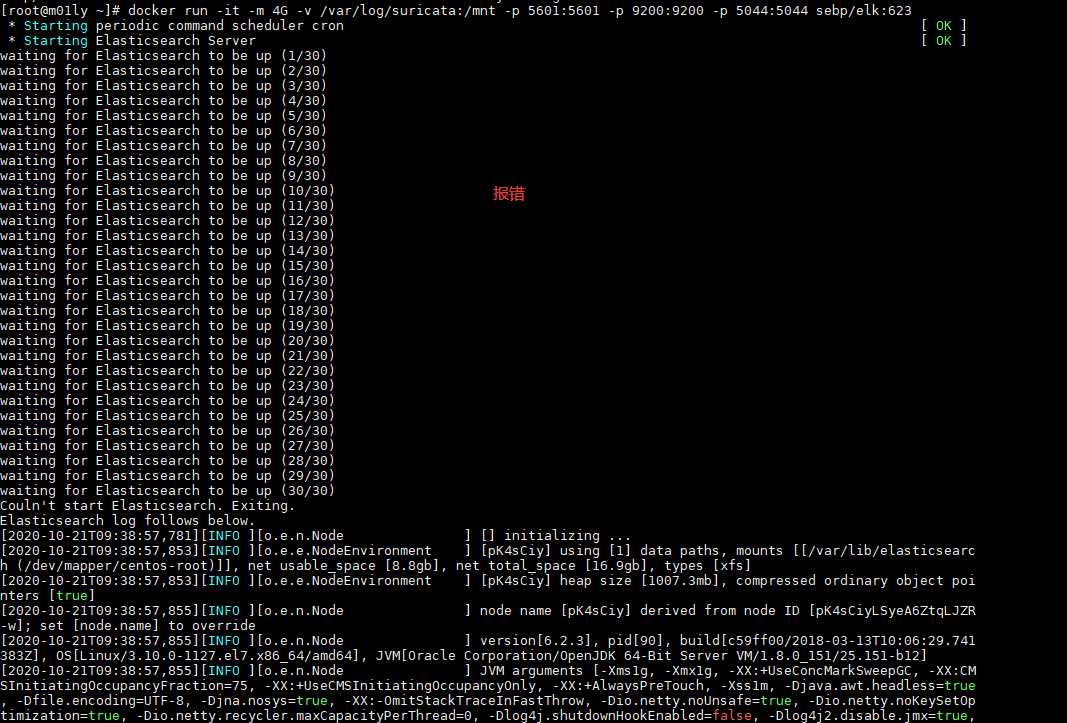 [root@m01ly ~]# docker run -it -m 4G -v /var/log/suricata:/mnt -p 5601:5601 -p 9200:9200 -p 5044:5044 sebp/elk:623
 * Starting periodic command scheduler cron [ OK ]
 * Starting Elasticsearch Server [ OK ]
waiting for Elasticsearch to be up (1/30)
waiting for Elasticsearch to be up (2/30)
waiting for Elasticsearch to be up (3/30)
waiting for Elasticsearch to be up (4/30)
waiting for Elasticsearch to be up (5/30)
waiting for Elasticsearch to be up (6/30)
waiting for Elasticsearch to be up (7/30)
waiting for Elasticsearch to be up (8/30)
waiting for Elasticsearch to be up (9/30)
waiting for Elasticsearch to be up (10/30)
报错
waiting for Elasticsearch to be up (11/30)
waiting for Elasticsearch to be up (12/30)
waiting for Elasticsearch to be up (13/30)
waiting for Elasticsearch to be up (14/30)
waiting for Elasticsearch to be up (15/30)
waiting for Elasticsearch to be up (16/30)
waiting for Elasticsearch to be up (17/30)
waiting for Elasticsearch to be up (18/30)
waiting for Elasticsearch to be up (19/30)
waiting for Elasticsearch to be up (20/30)
waiting for Elasticsearch to be up (21/30)
waiting for Elasticsearch to be up (22/30)
waiting for Elasticsearch to be up (23/30)
waiting for Elasticsearch to be up (24/30)
waiting for Elasticsearch to be up (25/30)
waiting for Elasticsearch to be up (26/30)
waiting for Elasticsearch to be up (27/30)
waiting for Elasticsearch to be up (28/30)
waiting for Elasticsearch to be up (29/30)
waiting for Elasticsearch to be up (30/30)
Couln't start Elasticsearch. Exiting.
Elasticsearch log follows below.
[2020-10-21T09:38:57,781][INFO ][o.e.n.Node               ] [] initializing ...
[2020-10-21T09:38:57,853][INFO ][o.e.e.NodeEnvironment    ] [pK4sCiy] using [1] data paths, mounts [[/var/lib/elasticsearc
h (/dev/mapper/centos-root)]], net usable_space [8.8gb], net total_space [16.9gb], types [xfs]
[2020-10-21T09:38:57,853][INFO ][o.e.e.NodeEnvironment    ] [pK4sCiy] heap size [1007.3mb], compressed ordinary object poi
nters [true]
[2020-10-21T09:38:57,855][INFO ][o.e.n.Node               ] node name [pK4sCiy] derived from node ID [pK4sCiyLSyeA6ZtqLJZR
-w]; set [node.name] to override
[2020-10-21T09:38:57,855][INFO ][o.e.n.Node               ] version[6.2.3], pid[90], build[c59ff00/2018-03-13T10:06:29.741
383Z], OS[Linux/3.10.0-1127.el7.x86_64/amd64], JVM[Oracle Corporation/OpenJDK 64-Bit Server VM/1.8.0_151/25.151-b12]
[2020-10-21T09:38:57,855][INFO ][o.e.n.Node               ] JVM arguments [-Xms1g, -Xmx1g, -XX:+UseConcMarkSweepGC, -XX:CM
SInitiatingOccupancyFraction=75, -XX:+UseCMSInitiatingOccupancyOnly, -XX:+AlwaysPreTouch, -Xss1m, -Djava.awt.headless=true
, -Dfile.encoding=UTF-8, -Djna.nosys=true, -XX:-OmitStackTraceInFastThrow, -Dio.netty.noUnsafe=true, -Dio.netty.noKeySetOp
timization=true, -Dio.netty.recycler.maxCapacityPerThread=0, -Dlog4j.shutdownHookEnabled=false, -Dlog4j2.disable.jmx=true,